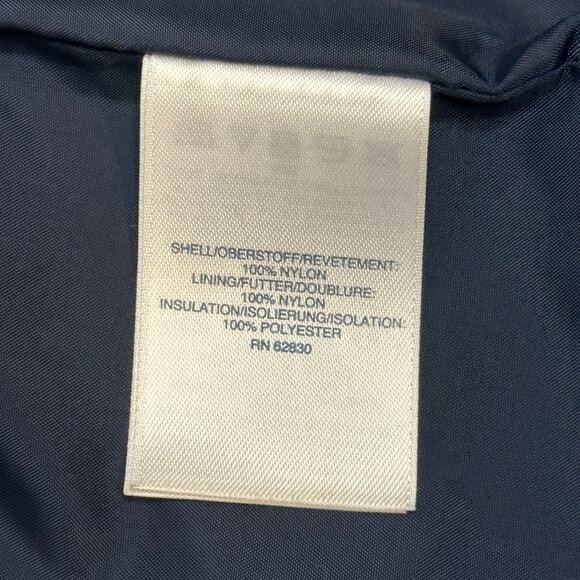 SHELL/OBERSTOFF/REVETEMENT:
100% NYLON
LINING/FUTTER/DOUBLURE:
100% NYLON
INSULATION/ISOLIERUNG/ISOLATION:
100% POLYESTER
RN 62830